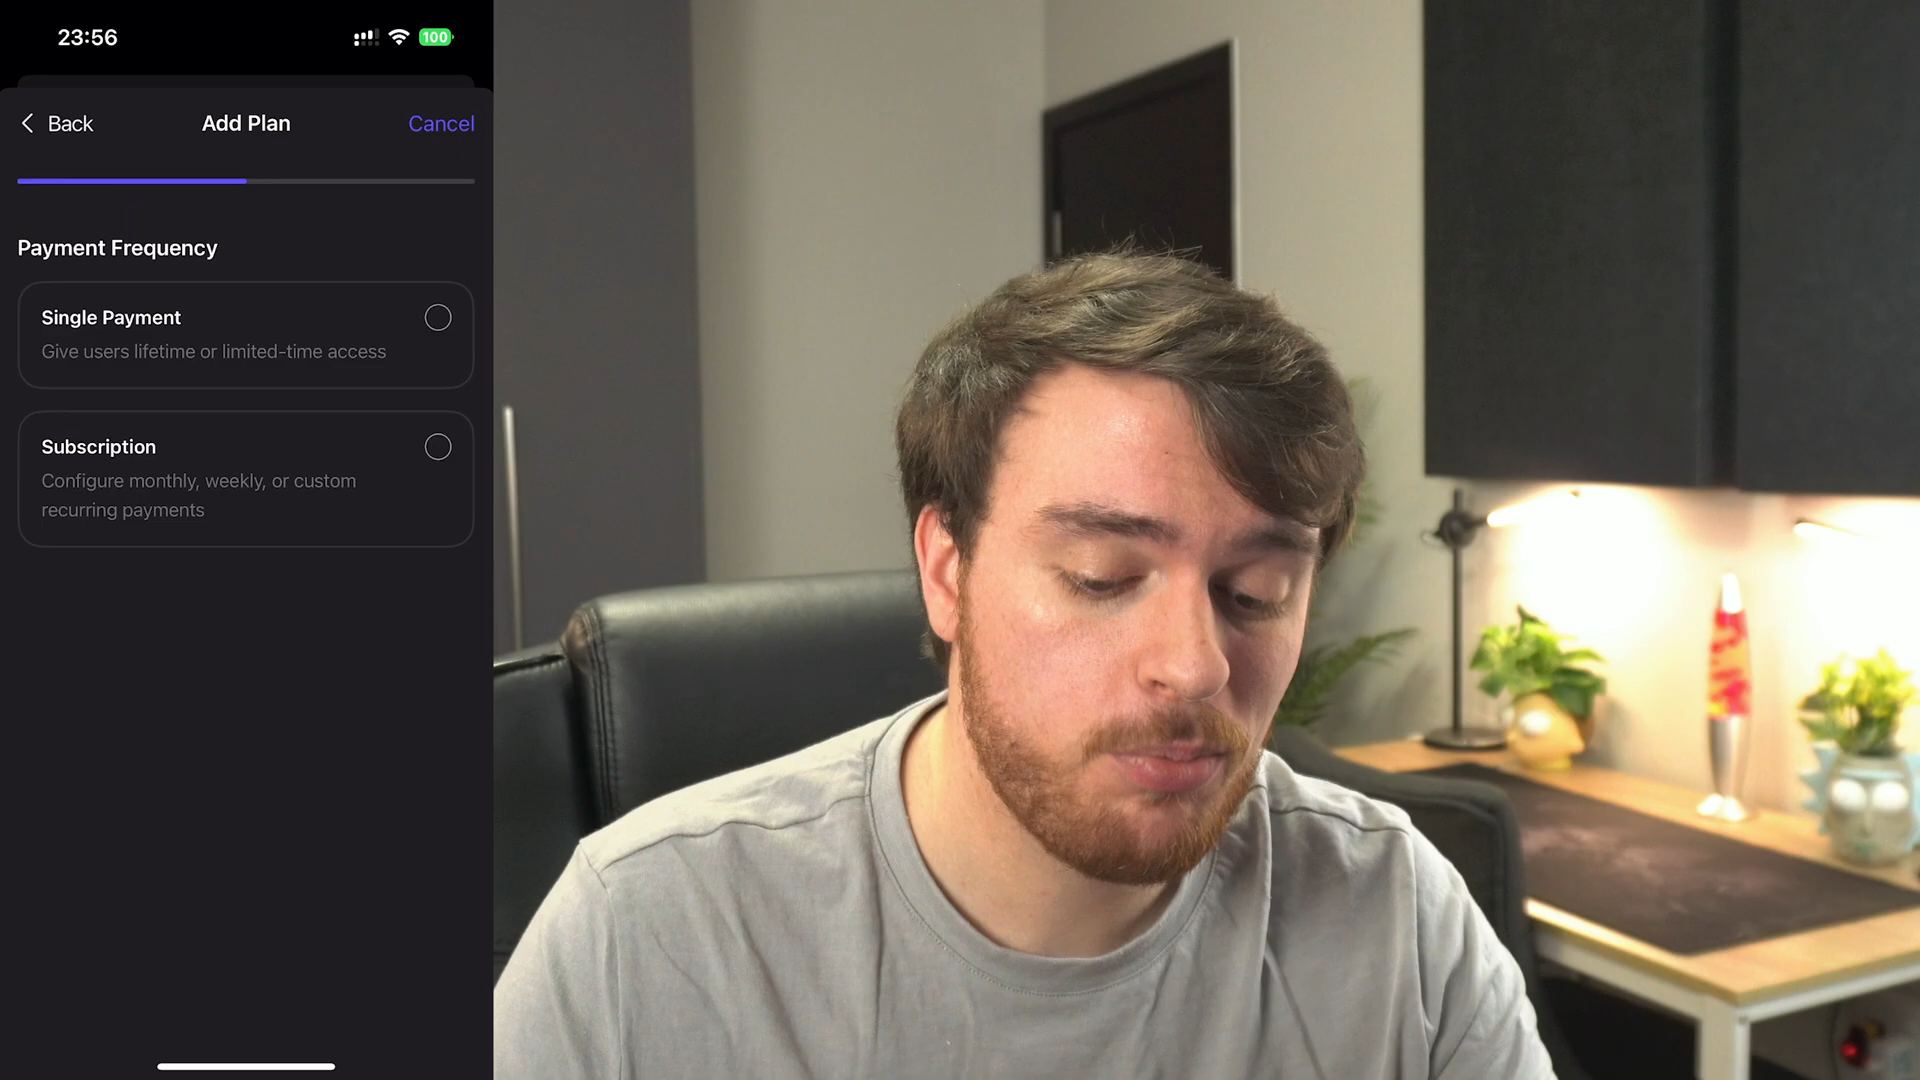 23:56
100
Back
Add Plan
Cancel
Payment Frequency
Single Payment
Give users lifetime or limited-time access
Subscription
Configure monthly, weekly, or custom
recurring payments